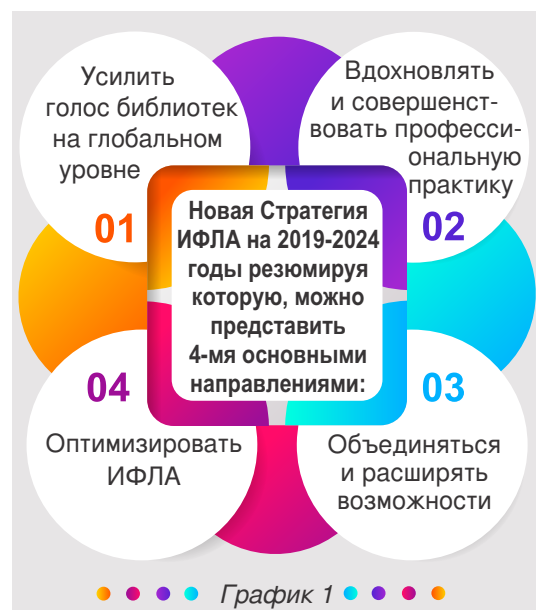 Усилить
голос библиотек
на глобальном
уровне
01
Вдохновлять
и совершенст-
вовать професси-
ональную
практику
02
Новая Стратегия
ИФЛА на 2019-2024
годы резюмируя
которую, можно
представить
4-мя основными
направлениями:
04
Оптимизировать
ИФЛА
03
Объединяться
и расширять
возможности
График 1